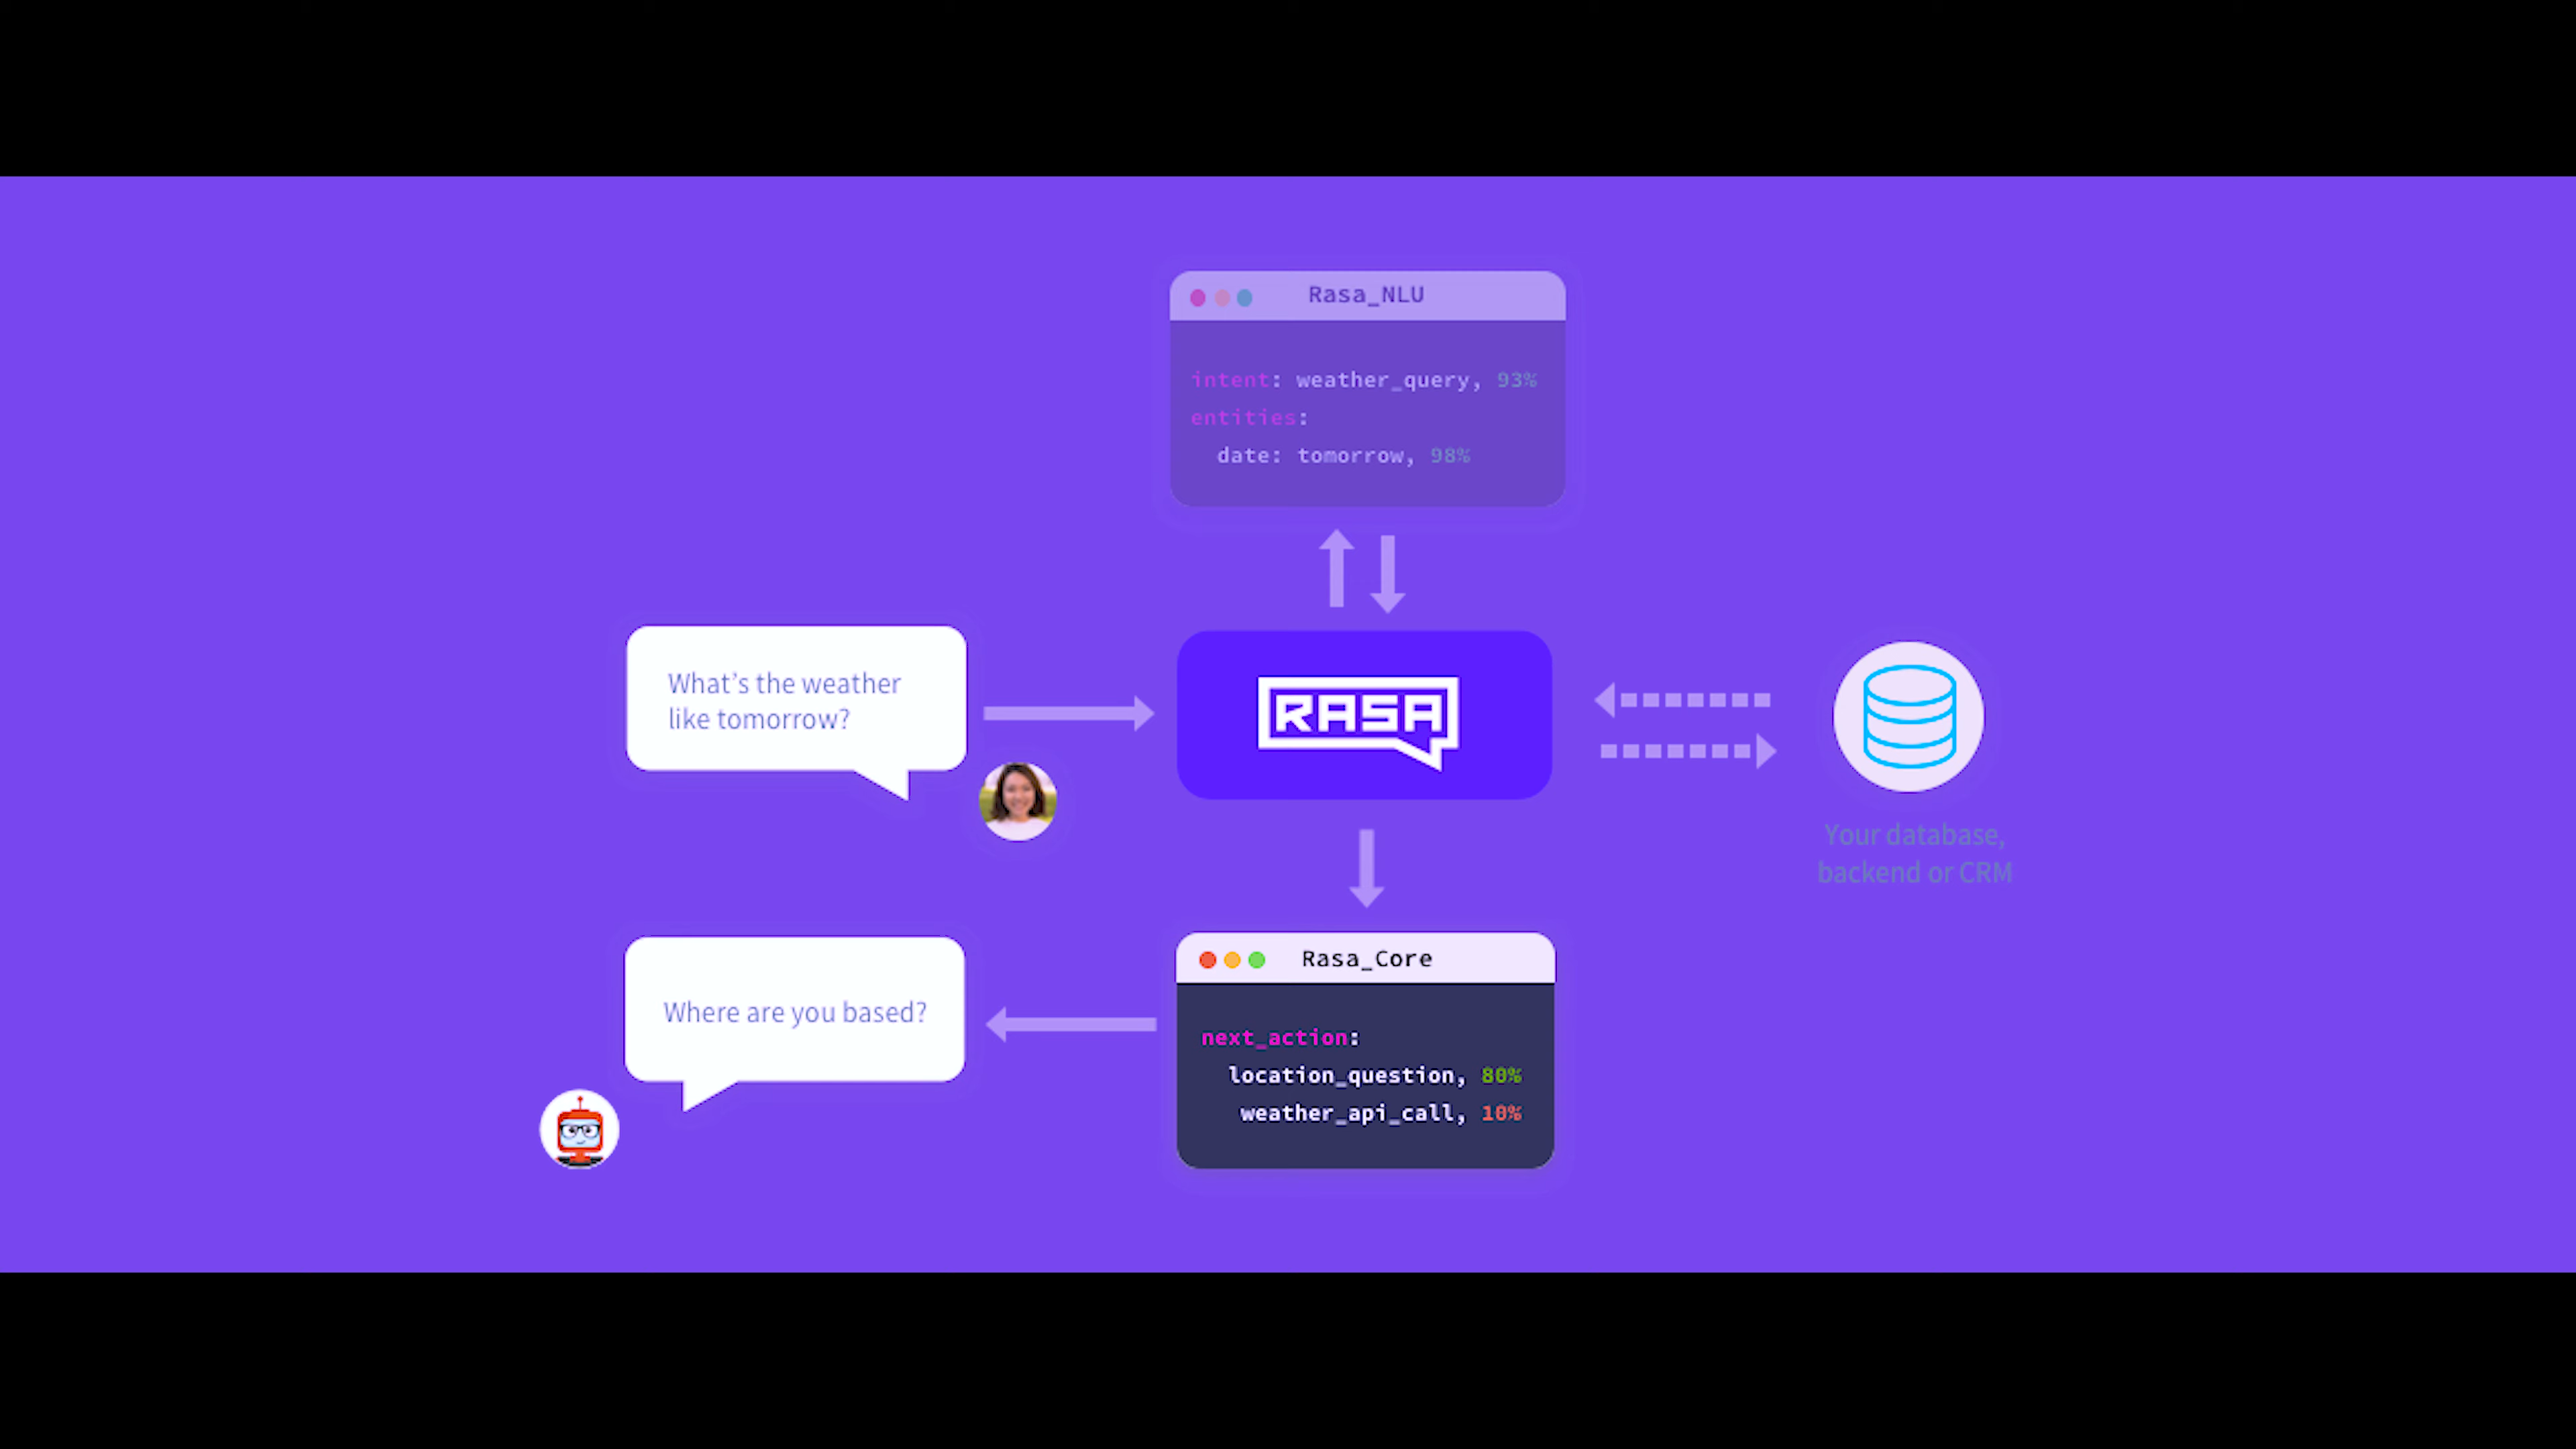 Rasa_NLU
intent: weather_query, 93%
entities:
date: tomorrow, 98%
What's the weather
like tomorrow?
RASA
Your database,
backend or CRM
Rasa_Core
next_action:
location_question, 80%
weather_api_call, 10%
Where are you based?